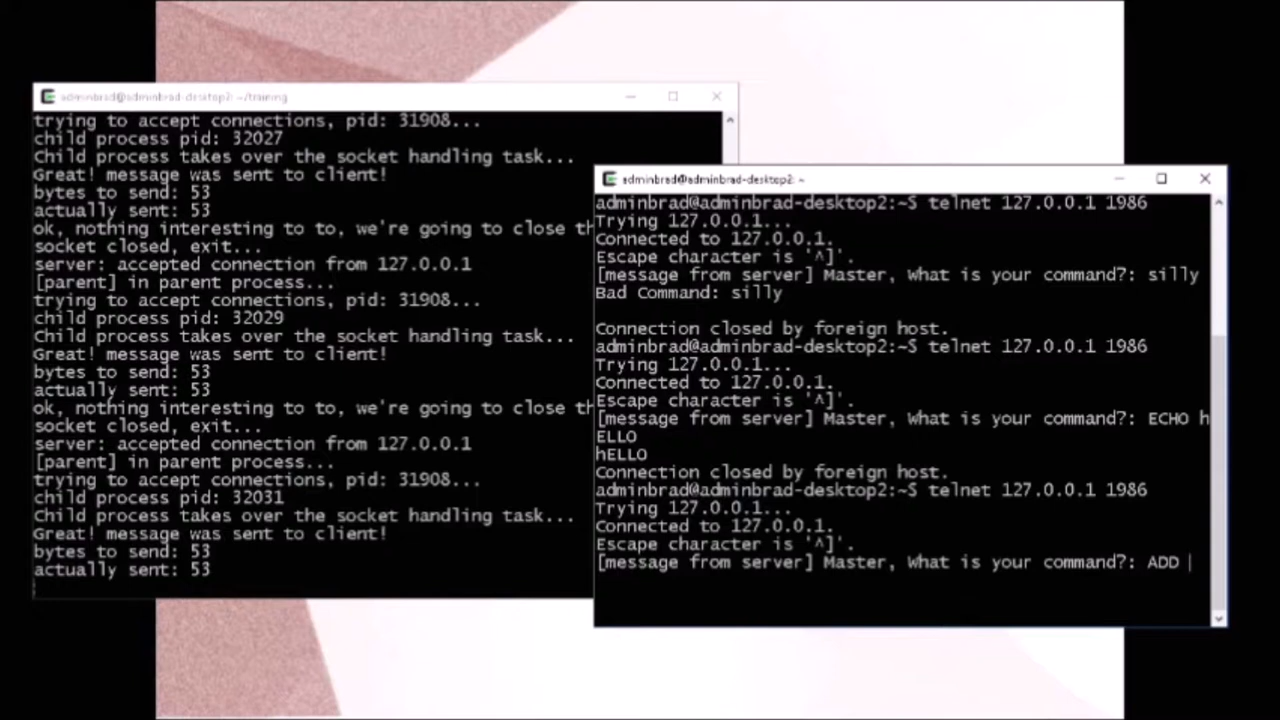 adminbrad@adminbrad-desktop2: ~/training
trying to accept connections, pid: 31908...
child process pid: 32027
Child process takes over the socket handling task...
Great! message was sent to client!
bytes to send: 53
actually sent: 53
ok, nothing interesting to to, we're going to close th
socket closed, exit...
server: accepted connection from 127.0.0.1
[parent] in parent process...
trying to accept connections, pid: 31908...
child process pid: 32029
Child process takes over the socket handling task...
Great! message was sent to client!
bytes to send: 53
actually sent: 53
ok, nothing interesting to to, we're going to close th
socket closed, exit...
server: accepted connection from 127.0.0.1
[parent] in parent process...
trying to accept connections, pid: 31908...
child process pid: 32031
Child process takes over the socket handling task...
Great! message was sent to client!
bytes to send: 53
actually sent: 53
adminbrad@adminbrad-desktop2: ~
adminbrad@adminbrad-desktop2:~$ telnet 127.0.0.1 1986
Trying 127.0.0.1...
Connected to 127.0.0.1.
Escape character is '^]'.
[message from server] Master, What is your command?: silly
Bad Command: silly
Connection closed by foreign host.
adminbrad@adminbrad-desktop2:~$ telnet 127.0.0.1 1986
Trying 127.0.0.1...
Connected to 127.0.0.1.
Escape character is '^]'.
[message from server] Master, What is your command?: ECHO h
ELLO
hELLO
Connection closed by foreign host.
adminbrad@adminbrad-desktop2:~$ telnet 127.0.0.1 1986
Trying 127.0.0.1...
Connected to 127.0.0.1.
Escape character is '^]'.
[message from server] Master, What is your command?: ADD